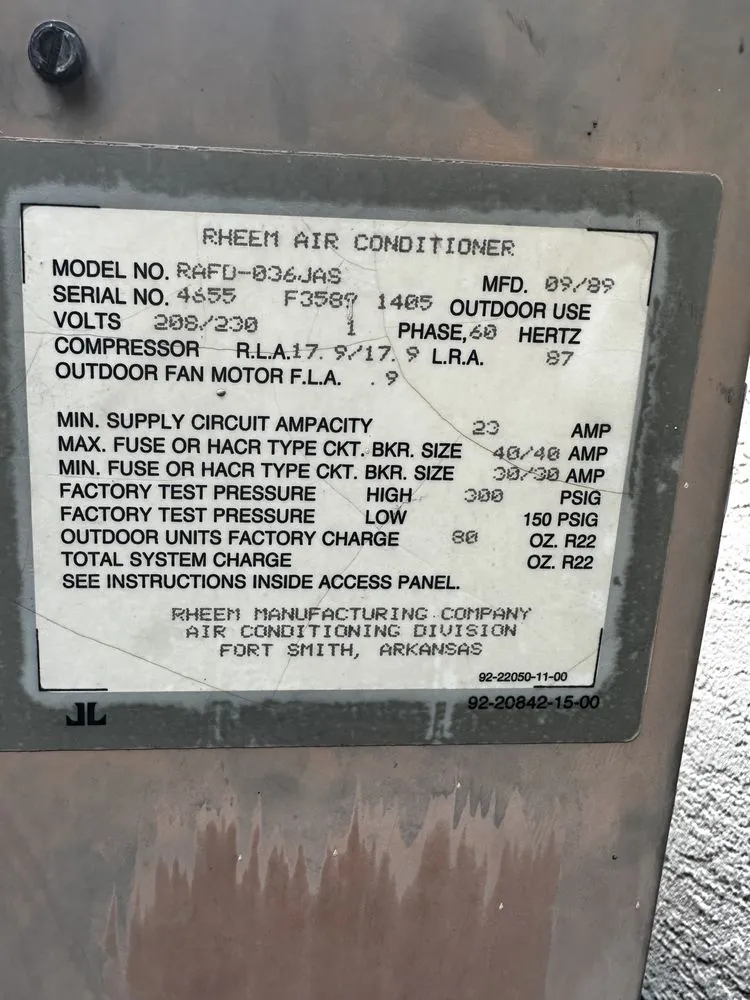 RHEEM AIR CONDITIONER
MODEL NO. RAFD-036JAS MFD. 09/89
SERIAL NO. 4655 F3589 1405 OUTDOOR USE
VOLTS 208/230 1 PHASE,60 HERTZ
COMPRESSOR R.L.A.17. 9/17. 9 L.R.A. 87
OUTDOOR FAN MOTOR F.L.A. . 9
MIN. SUPPLY CIRCUIT AMPACITY 23 AMP
MAX. FUSE OR HACR TYPE CKT. BKR. SIZE 40/40 AMP
MIN. FUSE OR HACR TYPE CKT. BKR. SIZE 30/30 AMP
FACTORY TEST PRESSURE HIGH 300 PSIG
FACTORY TEST PRESSURE LOW 150 PSIG
OUTDOOR UNITS FACTORY CHARGE 80 OZ. R22
TOTAL SYSTEM CHARGE OZ. R22
SEE INSTRUCTIONS INSIDE ACCESS PANEL.
RHEEM MANUFACTURING COMPANY
AIR CONDITIONING DIVISION
FORT SMITH, ARKANSAS
92-22050-11-00
92-20842-15-00